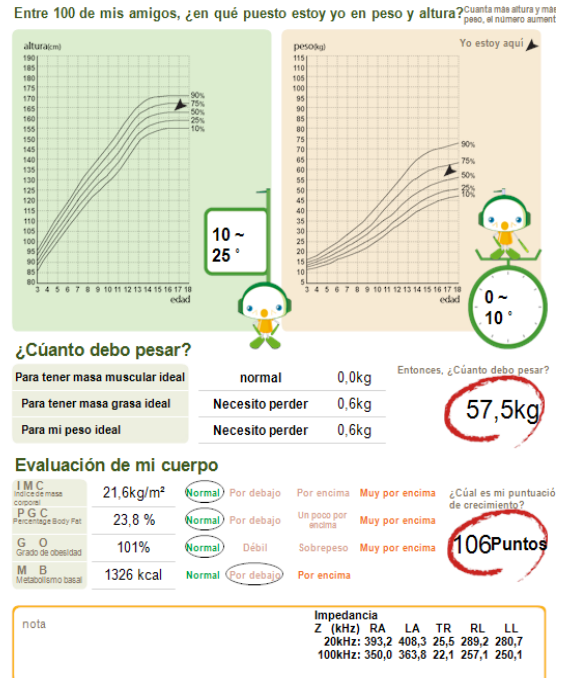 Entre 100 de mis amigos, ¿en qué puesto estoy yo en peso y altura?
Cuanta más altura y mas
peso, el número aument
altura(cm)
190
185
180
175
170
165
160
155
150
145
140
135
130
125
120
115
110
105
100
95
90
85
80
90%
75%
50%
25%
10%
3 4 5 6 7 8 9 10 11 12 13 14 15 16 17 18
edad
10 ~
25 °
peso(kg)
Yo estoy aquí
115
110
105
100
95
90
85
80
75
70
65
60
55
50
45
40
35
30
25
20
15
10
5
90%
75%
50%
25%
10%
3 4 5 6 7 8 9 10 11 12 13 14 15 16 17 18
edad
0 ~
10 °
¿Cúanto debo pesar?
Para tener masa muscular ideal normal 0,0kg
Para tener masa grasa ideal Necesito perder 0,6kg
Para mi peso ideal Necesito perder 0,6kg
Entonces, ¿Cúanto debo pesar?
57,5kg
Evaluación de mi cuerpo
I M C
Indice de masa
corporal
21,6kg/m² Normal Por debajo Por encima Muy por encima
P G C
Percentage Body Fat
23,8 % Normal Por debajo Un poco por encima Muy por encima
G O
Grado de obesidad
101% Normal Débil Sobrepeso Muy por encima
M B
Metabolismo basal
1326 kcal Normal Por debajo Por encima
¿Cúal es mi puntuació
de crecimiento?
106Puntos
nota
Impedancia
Z (kHz) RA LA TR RL LL
20kHz: 393,2 408,3 25,5 289,2 280,7
100kHz: 350,0 363,8 22,1 257,1 250,1